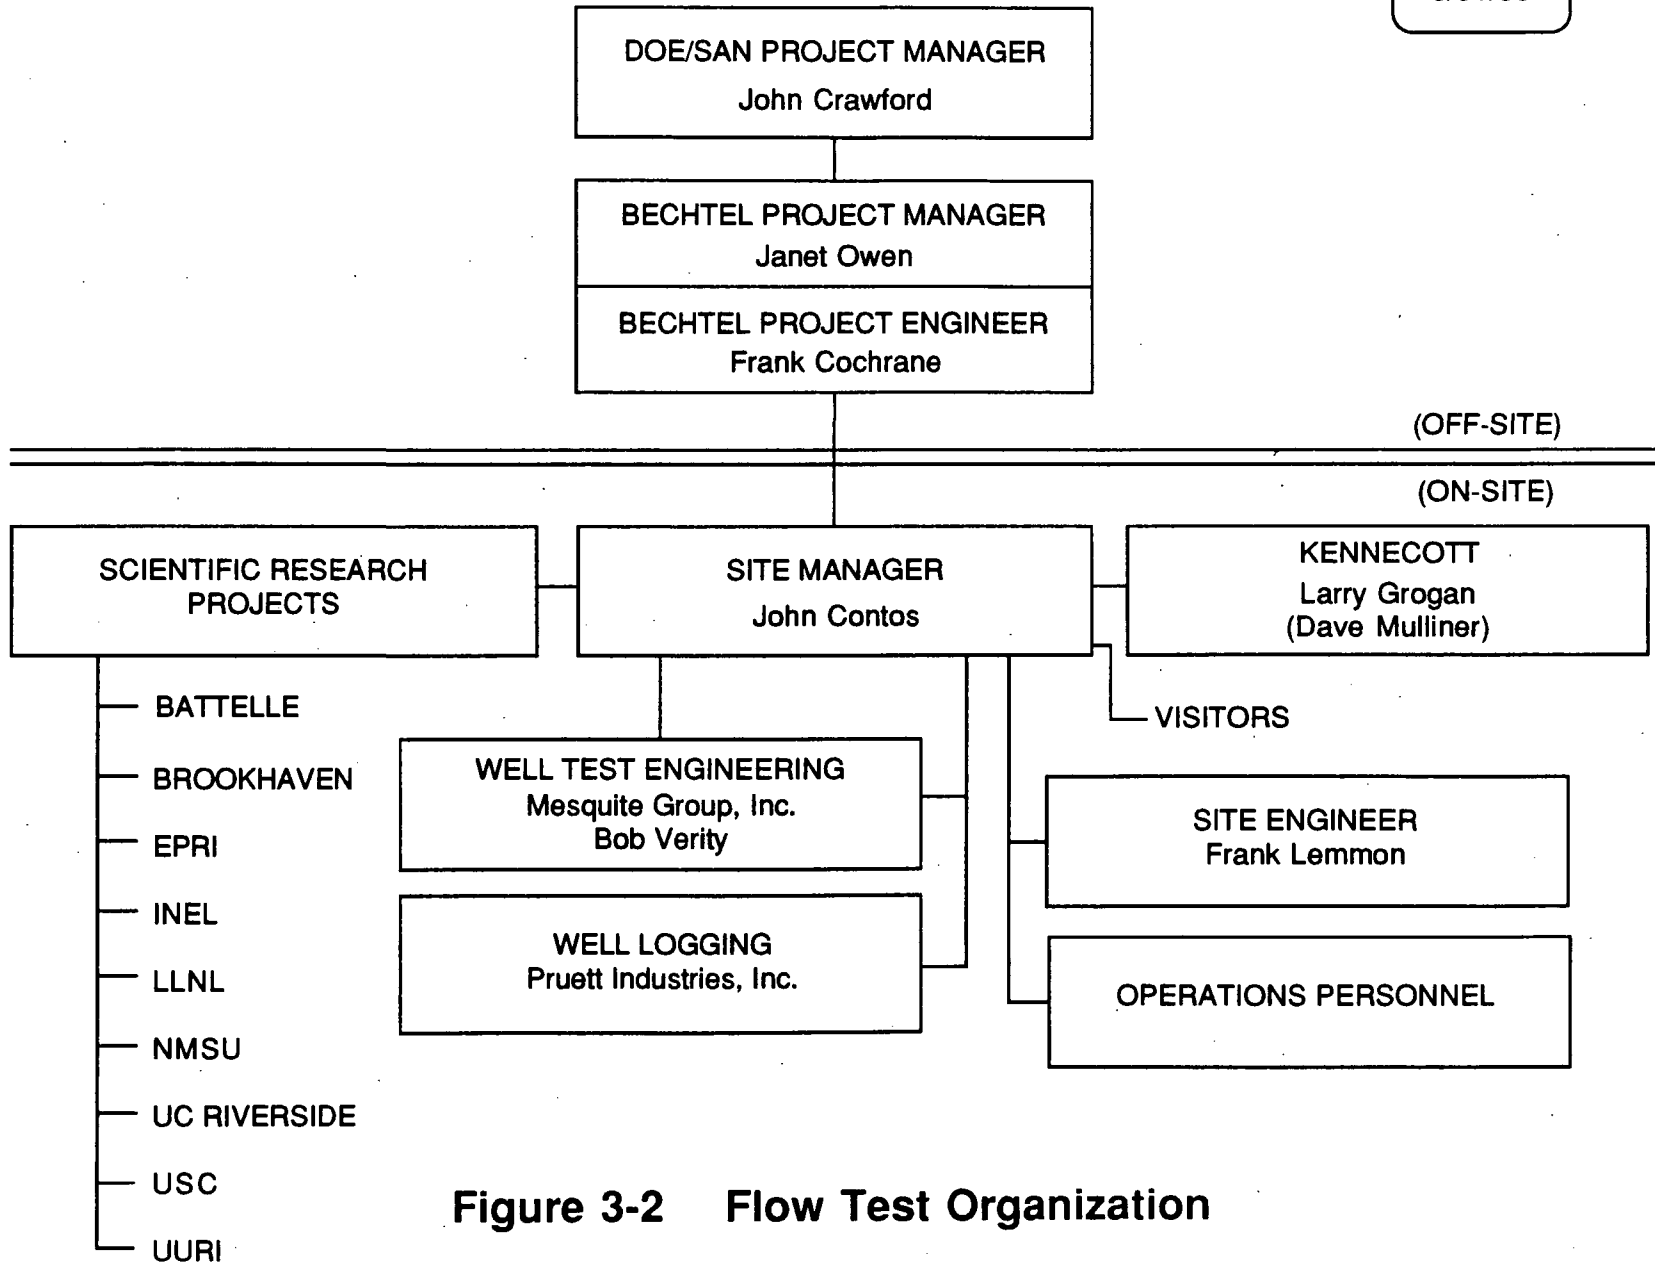 DOE/SAN PROJECT MANAGER
John Crawford
BECHTEL PROJECT MANAGER
Janet Owen
BECHTEL PROJECT ENGINEER
Frank Cochrane
(OFF-SITE)
(ON-SITE)
SCIENTIFIC RESEARCH
PROJECTS
SITE MANAGER
John Contos
KENNECOTT
Larry Grogan
(Dave Mulliner)
BATTELLE
BROOKHAVEN
EPRI
INEL
LLNL
NMSU
UC RIVERSIDE
USC
UURI
VISITORS
WELL TEST ENGINEERING
Mesquite Group, Inc.
Bob Verity
WELL LOGGING
Pruett Industries, Inc.
SITE ENGINEER
Frank Lemmon
OPERATIONS PERSONNEL
Figure 3-2 Flow Test Organization